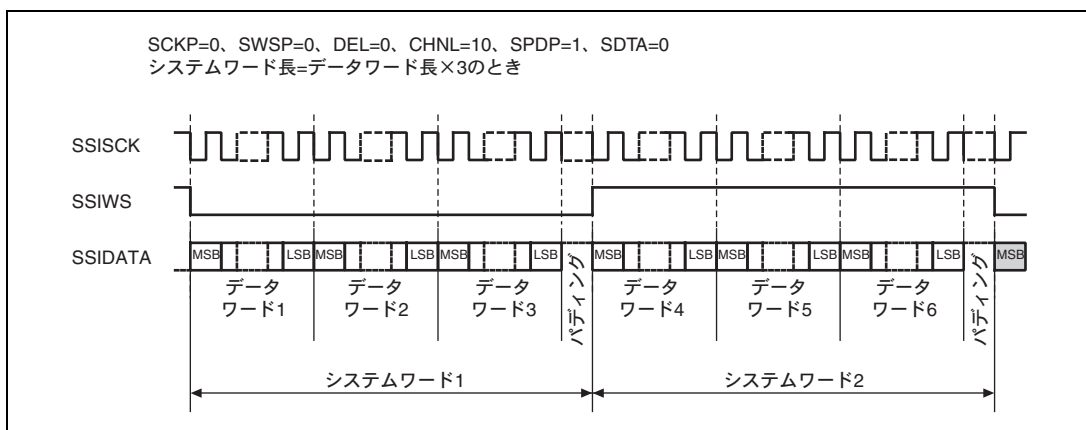 SCKP=0、SWSP=0、DEL=0、CHNL=10、SPDP=1、SDTA=0
システムワード長=データワード長×3のとき
SSISCK
SSIWS
SSIDATA
MSB LSB MSB LSB MSB LSB MSB LSB MSB LSB MSB LSB MSB
データ
ワード1
データ
ワード2
データ
ワード3
パディング
データ
ワード4
データ
ワード5
データ
ワード6
パディング
システムワード1
システムワード2